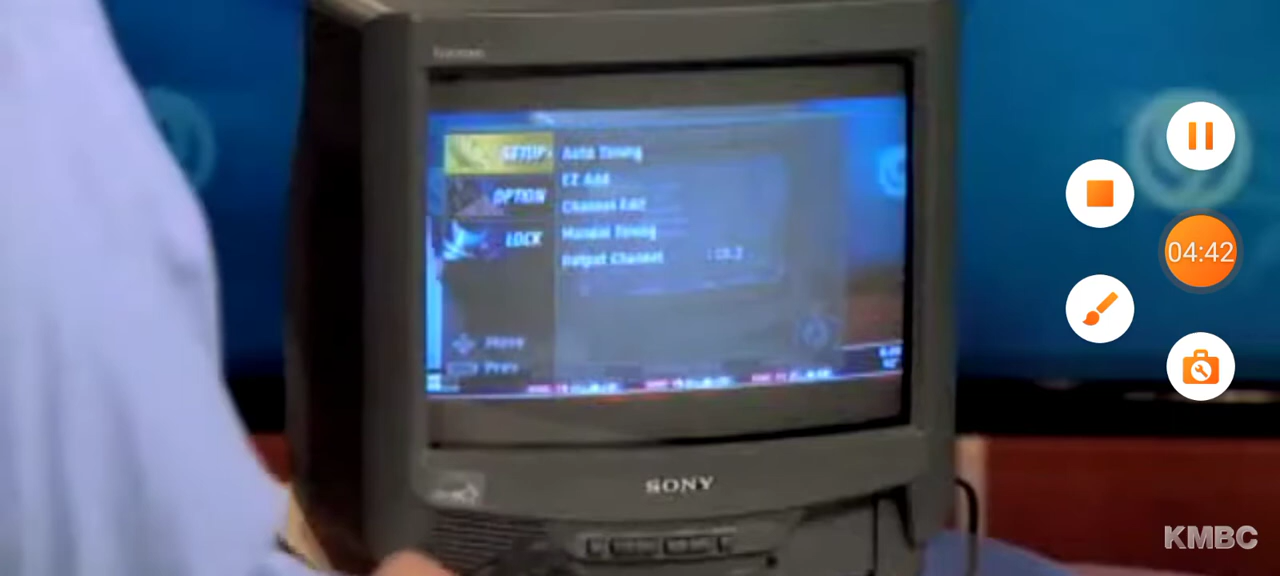 SETUP
OPTION
LOCK
Auto Tuning
EZ Add
Channel Edit
Manual Tuning
Output Channel
Move
Prev
SONY
04:42
KMBC